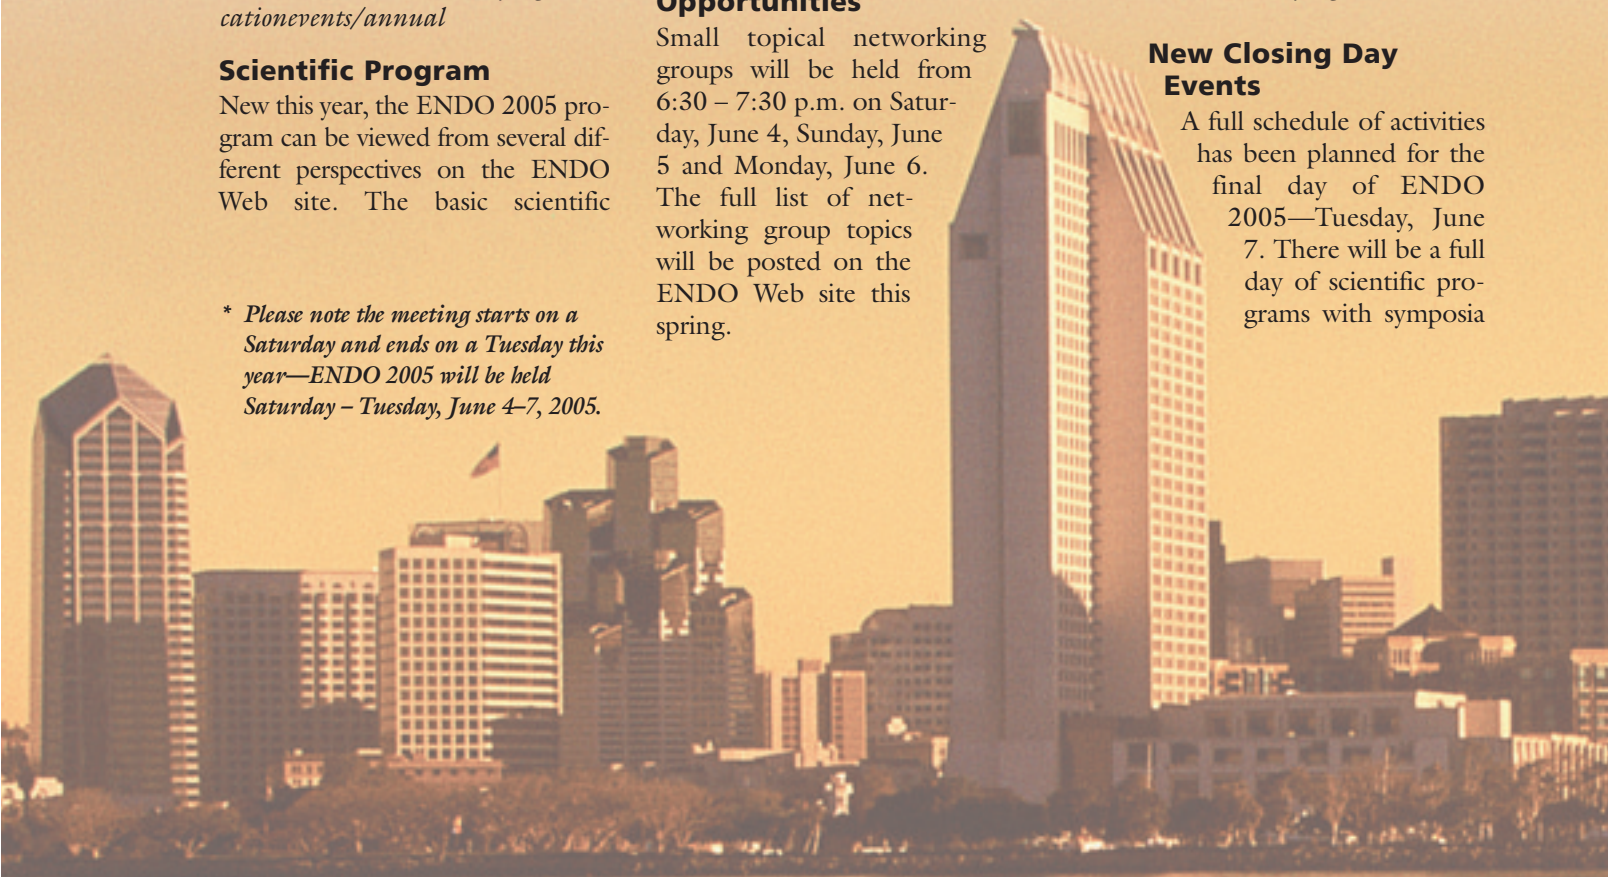 cationevents/annual
Scientific Program
New this year, the ENDO 2005 pro-
gram can be viewed from several dif-
ferent perspectives on the ENDO
Web site. The basic scientific
* Please note the meeting starts on a
Saturday and ends on a Tuesday this
year—ENDO 2005 will be held
Saturday – Tuesday, June 4–7, 2005.
Opportunities
Small topical networking
groups will be held from
6:30 – 7:30 p.m. on Satur-
day, June 4, Sunday, June
5 and Monday, June 6.
The full list of net-
working group topics
will be posted on the
ENDO Web site this
spring.
New Closing Day
Events
A full schedule of activities
has been planned for the
final day of ENDO
2005—Tuesday, June
7. There will be a full
day of scientific pro-
grams with symposia